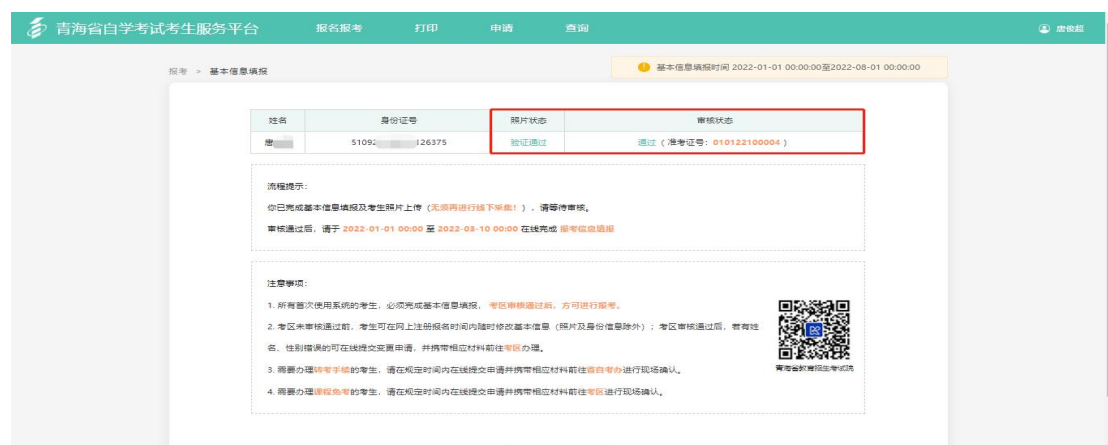 青海省自学考试考生服务平台 报名报考 打印 申请 查询 唐俊超
报考 > 基本信息填报 基本信息填报时间 2022-01-01 00:00:00至2022-08-01 00:00:00
姓名 身份证号 照片状态 审核状态
唐 5109 126375 验证通过 通过 ( 准考证号: 010122100004 )
流程提示:
你已完成基本信息填报及考生照片上传 (无须再进行线下采集! ) , 请等待审核。
审核通过后, 请于 2022-01-01 00:00 至 2022-08-10 00:00 在线完成 报考信息填报
注意事项:
1. 所有首次使用系统的考生, 必须完成基本信息填报, 考区审核通过后, 方可进行报考。
2. 考区未审核通过前, 考生可在网上注册报名时间内随时修改基本信息 (照片及身份信息除外) ; 考区审核通过后, 若有姓
名、性别错误的可在线提交变更申请, 并携带相应材料前往考区办理。
3. 需要办理转考手续的考生, 请在规定时间内在线提交申请并携带相应材料前往省自考办进行现场确认。
4. 需要办理课程免考的考生, 请在规定时间内在线提交申请并携带相应材料前往考区进行现场确认。
青海省教育招生考试院